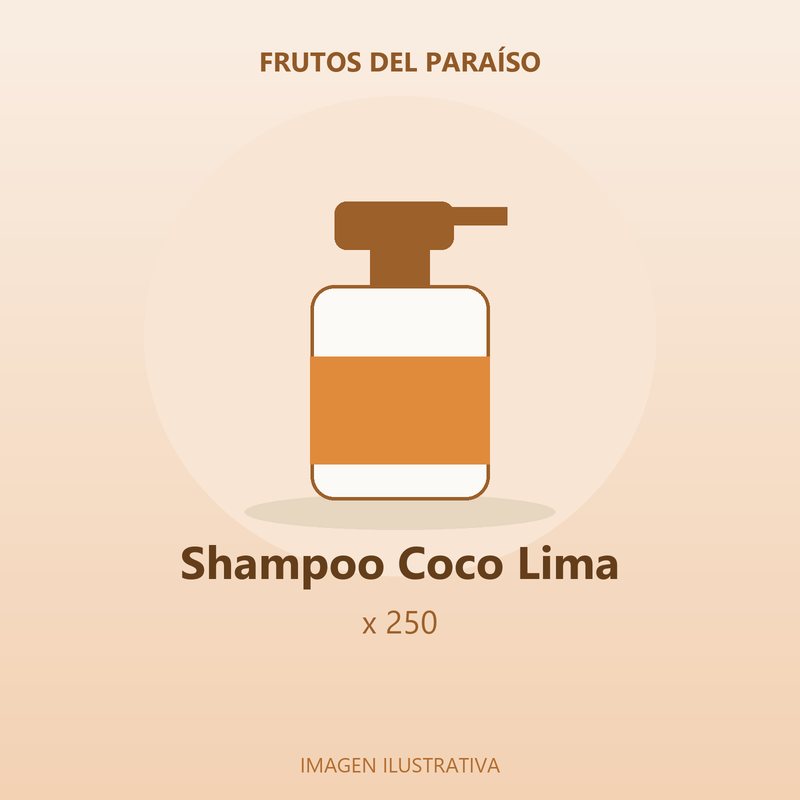 FRUTOS DEL PARAÍSO
Shampoo Coco Lima
x 250
IMAGEN ILUSTRATIVA